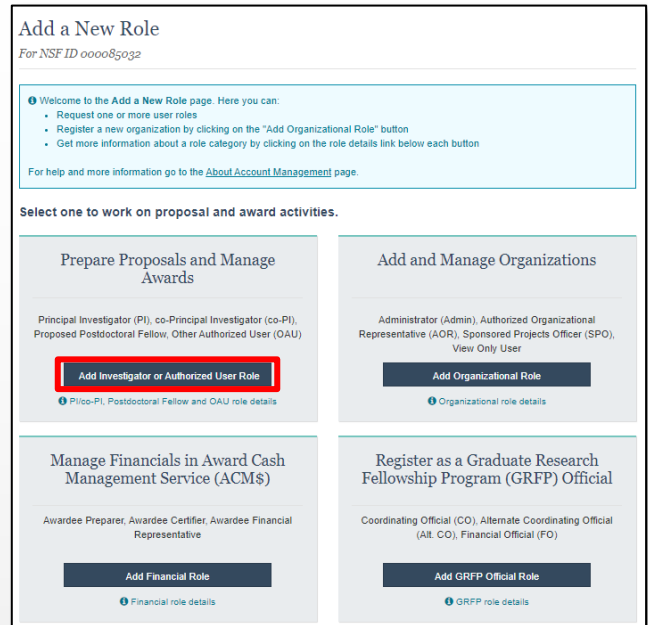 Add a New Role
For NSF ID 000085032
Welcome to the Add a New Role page. Here you can:
• Request one or more user roles
• Register a new organization by clicking on the "Add Organizational Role" button
• Get more information about a role category by clicking on the role details link below each button
For help and more information go to the About Account Management page.
Select one to work on proposal and award activities.
Prepare Proposals and Manage
Awards
Principal Investigator (PI), co-Principal Investigator (co-PI),
Proposed Postdoctoral Fellow, Other Authorized User (OAU)
Add Investigator or Authorized User Role
PI/co-PI, Postdoctoral Fellow and OAU role details
Add and Manage Organizations
Administrator (Admin), Authorized Organizational
Representative (AOR), Sponsored Projects Officer (SPO),
View Only User
Add Organizational Role
Organizational role details
Manage Financials in Award Cash
Management Service (ACM$)
Awardee Preparer, Awardee Certifier, Awardee Financial
Representative
Add Financial Role
Financial role details
Register as a Graduate Research
Fellowship Program (GRFP) Official
Coordinating Official (CO), Alternate Coordinating Official
(Alt. CO), Financial Official (FO)
Add GRFP Official Role
GRFP role details